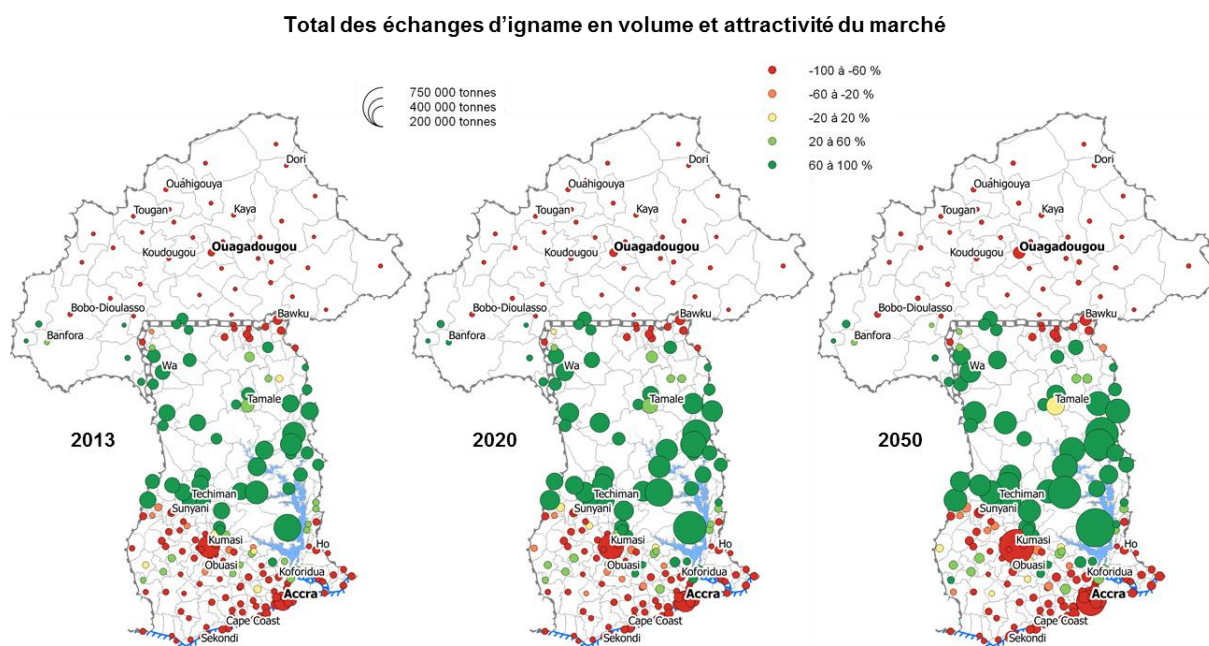 Total des échanges d’igname en volume et attractivité du marché
750 000 tonnes
400 000 tonnes
200 000 tonnes
-100 à -60 %
-60 à -20 %
-20 à 20 %
20 à 60 %
60 à 100 %
Dori
Ouahigouya
Tougan
Kaya
Ouagadougou
Koudougou
Bobo-Dioulasso
Bawku
Banfora
Wa
Tamale
2013
Techiman
Sunyani
Kumasi
Ho
Obuasi
Koforidua
Accra
Cape Coast
Sekondi
Dori
Ouahigouya
Tougan
Kaya
Ouagadougou
Koudougou
Bobo-Dioulasso
Bawku
Banfora
Wa
Tamale
2020
Techiman
Sunyani
Kumasi
Ho
Obuasi
Koforidua
Accra
Cape Coast
Sekondi
Dori
Ouahigouya
Tougan
Kaya
Ouagadougou
Koudougou
Bobo-Dioulasso
Bawku
Banfora
Wa
Tamale
2050
Techiman
Sunyani
Kumasi
Ho
Obuasi
Koforidua
Accra
Cape Coast
Sekondi